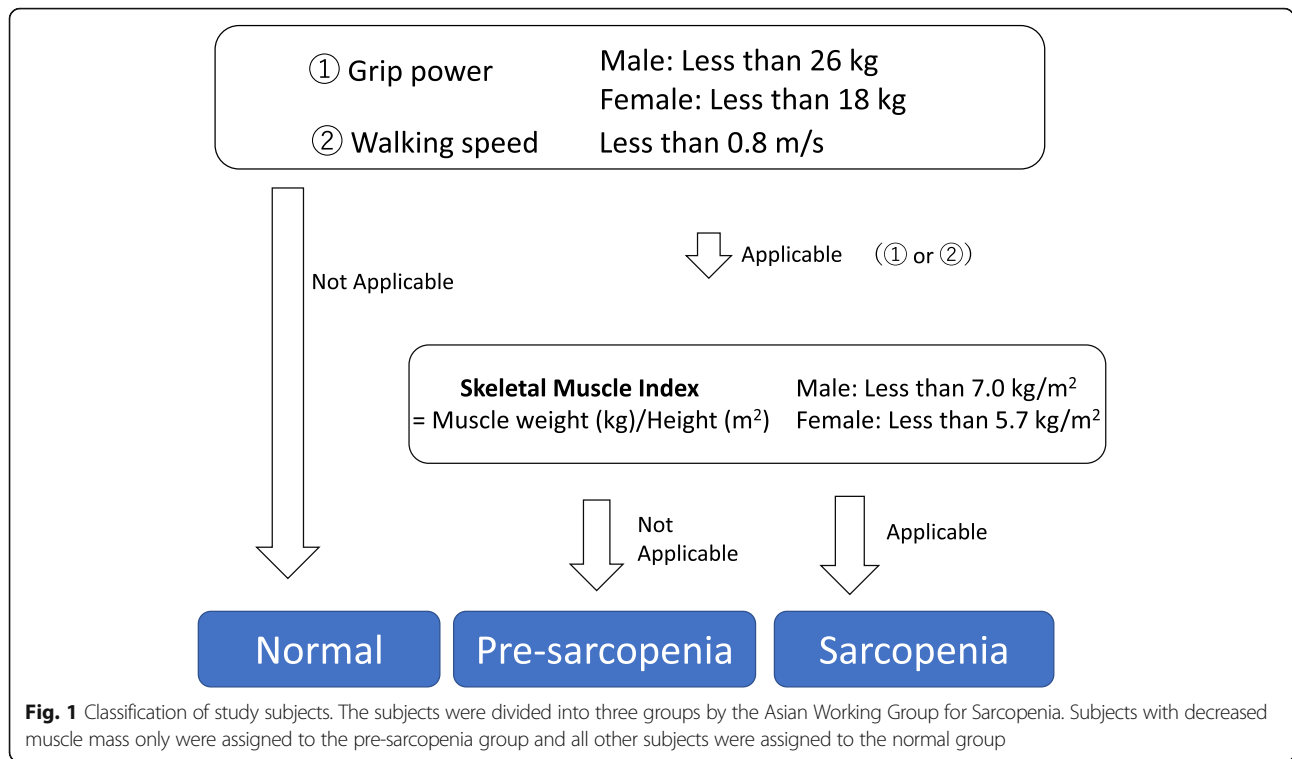 ① Grip power Male: Less than 26 kg
Female: Less than 18 kg
② Walking speed Less than 0.8 m/s
Not Applicable
Applicable (① or ②)
Skeletal Muscle Index Male: Less than 7.0 kg/m²
= Muscle weight (kg)/Height (m²) Female: Less than 5.7 kg/m²
Not
Applicable
Applicable
Normal
Pre-sarcopenia
Sarcopenia
Fig. 1 Classification of study subjects. The subjects were divided into three groups by the Asian Working Group for Sarcopenia. Subjects with decreased
muscle mass only were assigned to the pre-sarcopenia group and all other subjects were assigned to the normal group